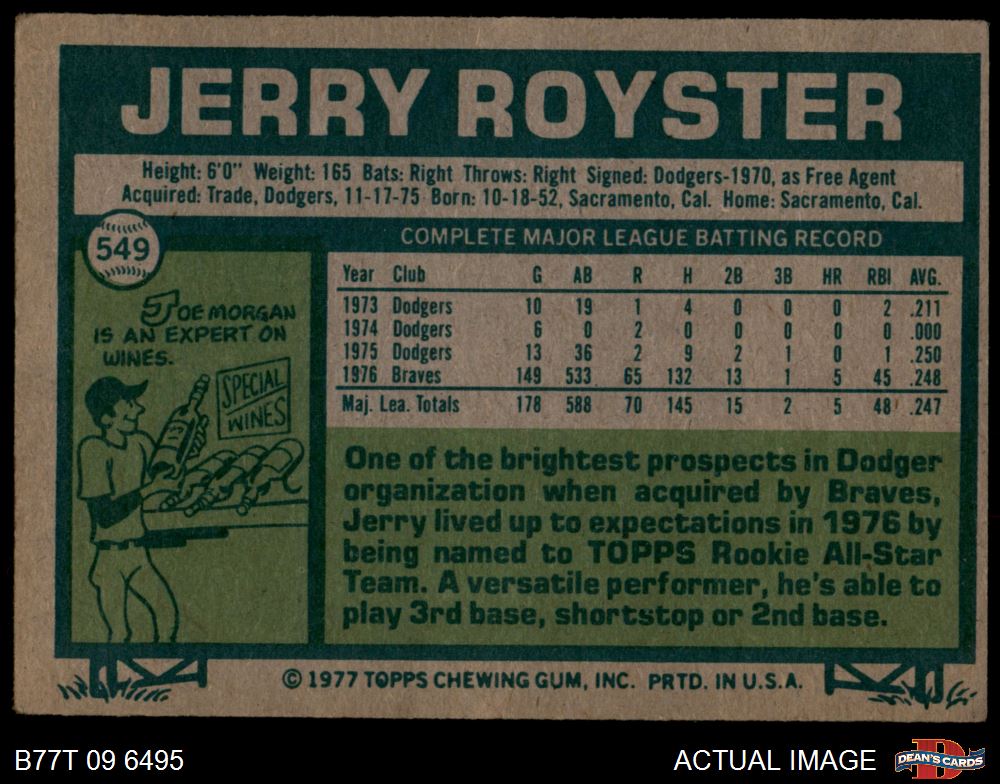 JERRY ROYSTER
Height: 6'0" Weight: 165 Bats: Right Throws: Right Signed: Dodgers-1970, as Free Agent
Acquired: Trade, Dodgers, 11-17-75 Born: 10-18-52, Sacramento, Cal. Home: Sacramento, Cal.
549
JOE MORGAN
IS AN EXPERT ON
WINES.
SPECIAL
WINES
COMPLETE MAJOR LEAGUE BATTING RECORD
Year Club G AB R H 2B 3B HR RBI AVG.
1973 Dodgers 10 19 1 4 0 0 0 2 .211
1974 Dodgers 6 0 2 0 0 0 0 0 .000
1975 Dodgers 13 36 2 9 2 1 0 1 .250
1976 Braves 149 533 65 132 13 1 5 45 .248
Maj. Lea. Totals 178 588 70 145 15 2 5 48 .247
One of the brightest prospects in Dodger
organization when acquired by Braves,
Jerry lived up to expectations in 1976 by
being named to TOPPS Rookie All-Star
Team. A versatile performer, he's able to
play 3rd base, shortstop or 2nd base.
© 1977 TOPPS CHEWING GUM, INC. PRTD. IN U.S.A.
B77T 09 6495
ACTUAL IMAGE
D
DEAN'S CARDS